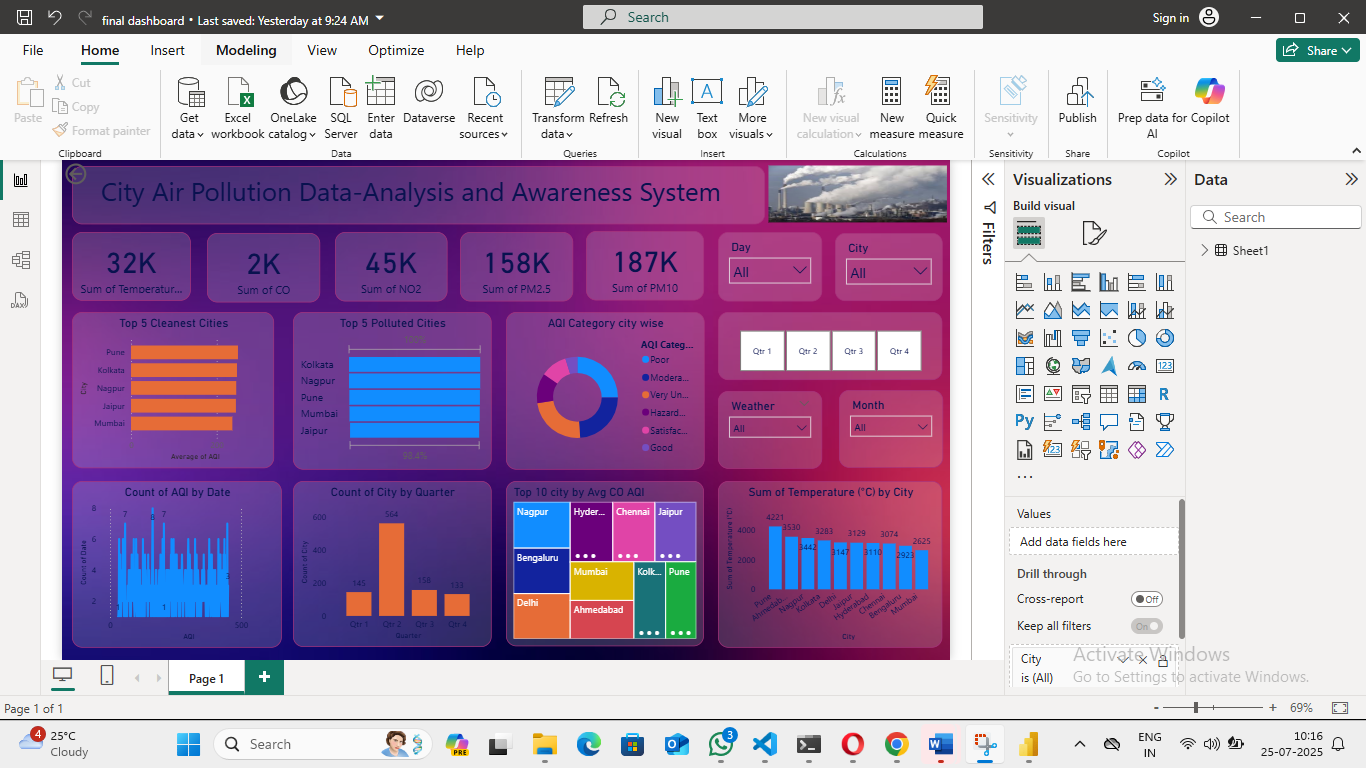 final dashboard • Last saved: Yesterday at 9:24 AM
Search
Sign in
File
Home
Insert
Modeling
View
Optimize
Help
Share
Paste
Cut
Copy
Format painter
Clipboard
Get data
Excel workbook
OneLake catalog
SQL Server
Enter data
Dataverse
Recent sources
Data
Transform data
Refresh
Queries
New visual
Text box
More visuals
Insert
New visual calculation
New measure
Quick measure
Calculations
Sensitivity
Sensitivity
Publish
Share
Prep data for AI
Copilot
Copilot
City Air Pollution Data-Analysis and Awareness System
32K
Sum of Temperatur...
2K
Sum of CO
45K
Sum of NO2
158K
Sum of PM2.5
187K
Sum of PM10
Day
All
City
All
Top 5 Cleanest Cities
City
Pune
Kolkata
Nagpur
Jaipur
Mumbai
Average of AQI
Top 5 Polluted Cities
Kolkata
Nagpur
Pune
Mumbai
Jaipur
98.4%
AQI Category city wise
AQI Categ...
Poor
Modera...
Very Un...
Hazard...
Satisfac...
Good
Qtr 1
Qtr 2
Qtr 3
Qtr 4
Weather
All
Month
All
Count of AQI by Date
Count of Date
8
6
4
2
7
8
7
3
1
1
0
500
AQI
Count of City by Quarter
Count of City
600
400
200
0
145
564
158
133
Qtr 1
Qtr 2
Qtr 3
Qtr 4
Quarter
Top 10 city by Avg CO AQI
Nagpur
Bengaluru
Delhi
Hyder...
Chennai
Jaipur
Mumbai
Ahmedabad
Kolk...
Pune
Sum of Temperature (°C) by City
Sum of Temperature (°C)
4000
2000
0
4221
3530
3442
3283
3147
3129
3110
3074
2923
2625
Pune
Ahmedab...
Nagpur
Kolkata
Delhi
Jaipur
Hyderabad
Chennai
Bengaluru
Mumbai
City
Filters
Visualizations
Build visual
123
R
Py
123
Values
Add data fields here
Drill through
Cross-report
Off
Keep all filters
On
City
is (All)
Data
Search
Sheet1
Activate Windows
Go to Settings to activate Windows.
Page 1
Page 1 of 1
-
+
69%
4
25°C
Cloudy
Search
PRE
3
ENG
IN
10:16
25-07-2025